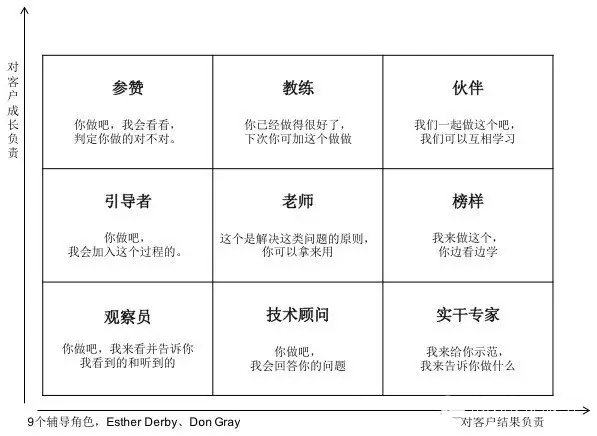 对客户成长负责
参赞
你做吧，我会看看，
判定你做的对不对。
教练
你已经做得很好了，
下次你可加这个做做
伙伴
我们一起做这个吧，
我们可以互相学习
引导者
你做吧，
我会加入这个过程的。
老师
这个是解决这类问题的原则，
你可以拿来用
榜样
我来做这个，
你边看边学
观察员
你做吧，我来看并告诉你
我看到的和听到的
技术顾问
你做吧，
我会回答你的问题
实干专家
我来给你示范，
我来告诉你做什么
9个辅导角色，Esther Derby、Don Gray
对客户结果负责